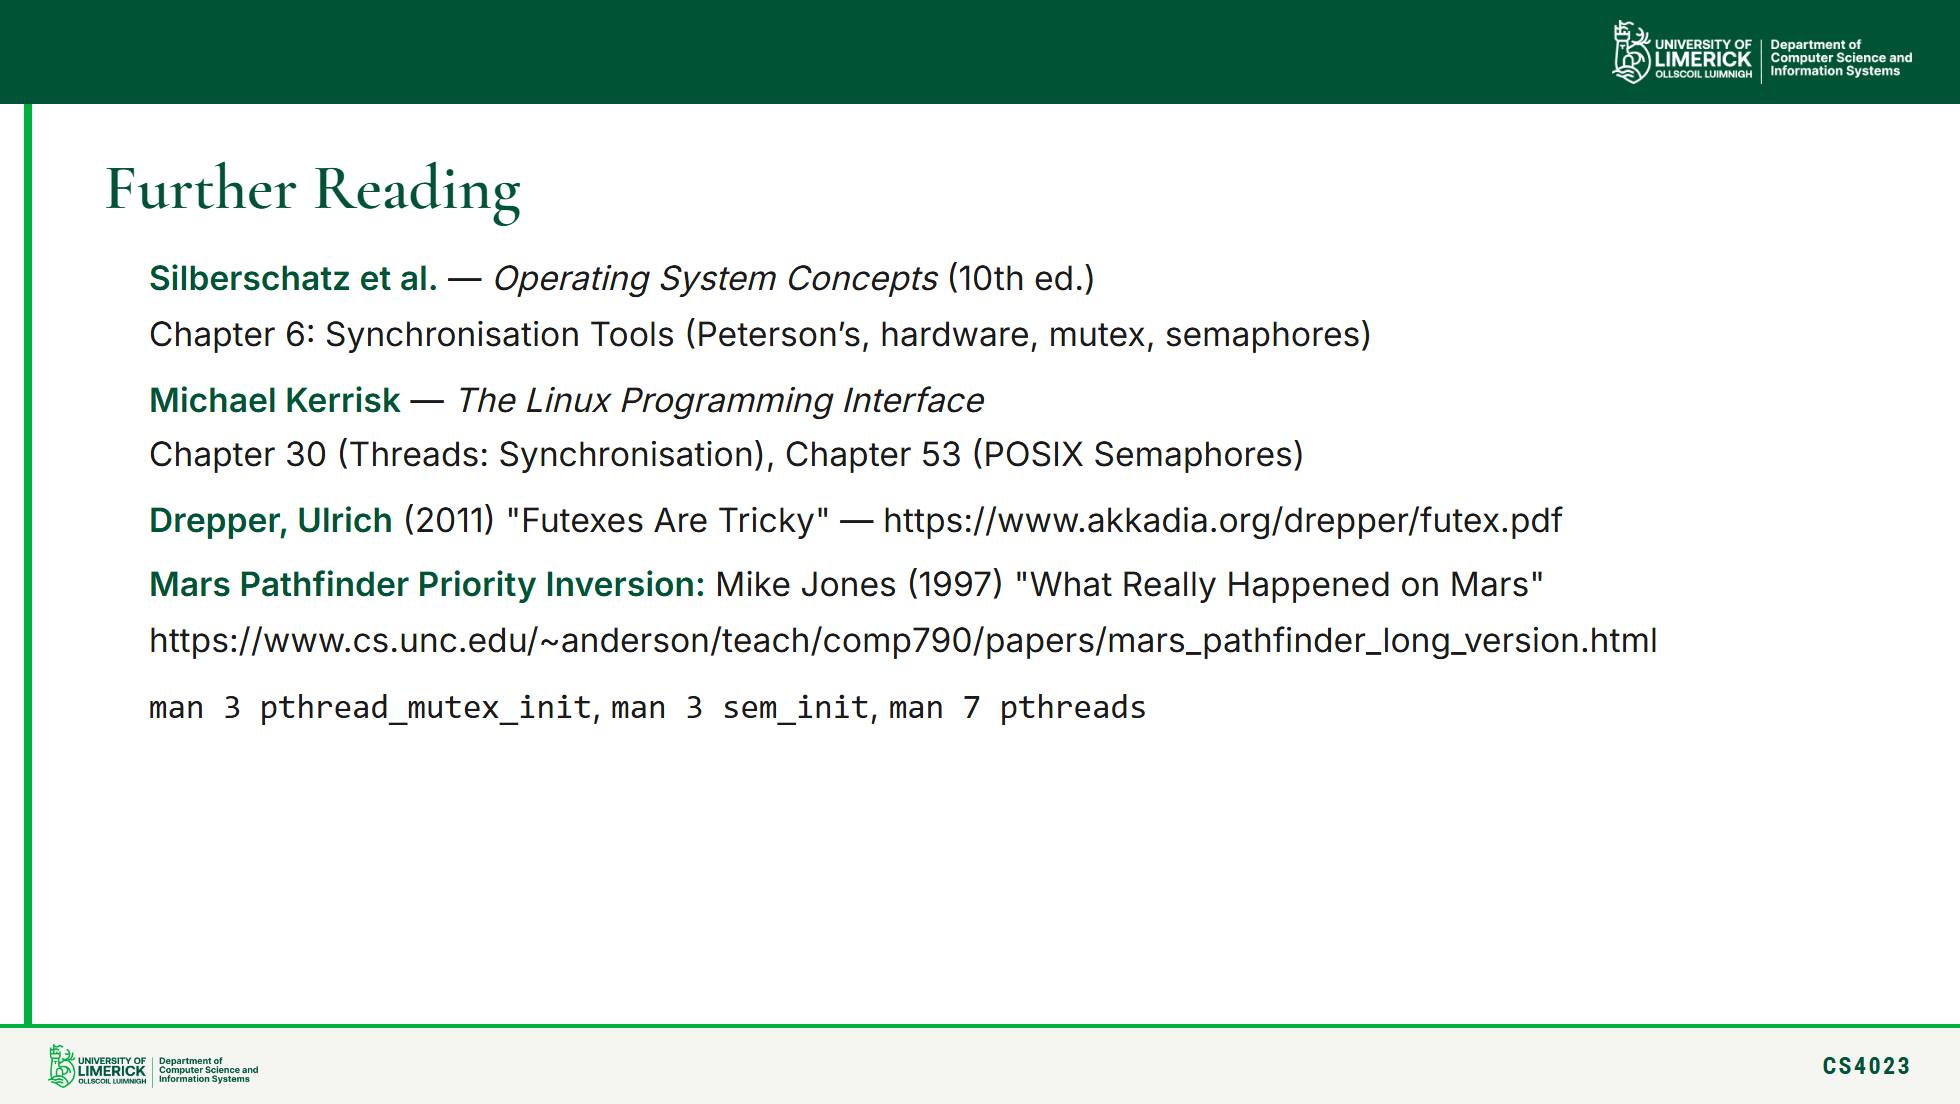 UNIVERSITY OF
LIMERICK
OLLSCOIL LUIMNIGH
Department of
Computer Science and
Information Systems
Further Reading
Silberschatz et al. — Operating System Concepts (10th ed.)
Chapter 6: Synchronisation Tools (Peterson’s, hardware, mutex, semaphores)
Michael Kerrisk — The Linux Programming Interface
Chapter 30 (Threads: Synchronisation), Chapter 53 (POSIX Semaphores)
Drepper, Ulrich (2011) "Futexes Are Tricky" — https://www.akkadia.org/drepper/futex.pdf
Mars Pathfinder Priority Inversion: Mike Jones (1997) "What Really Happened on Mars"
https://www.cs.unc.edu/~anderson/teach/comp790/papers/mars_pathfinder_long_version.html
man 3 pthread_mutex_init, man 3 sem_init, man 7 pthreads
UNIVERSITY OF
LIMERICK
OLLSCOIL LUIMNIGH
Department of
Computer Science and
Information Systems
CS4023